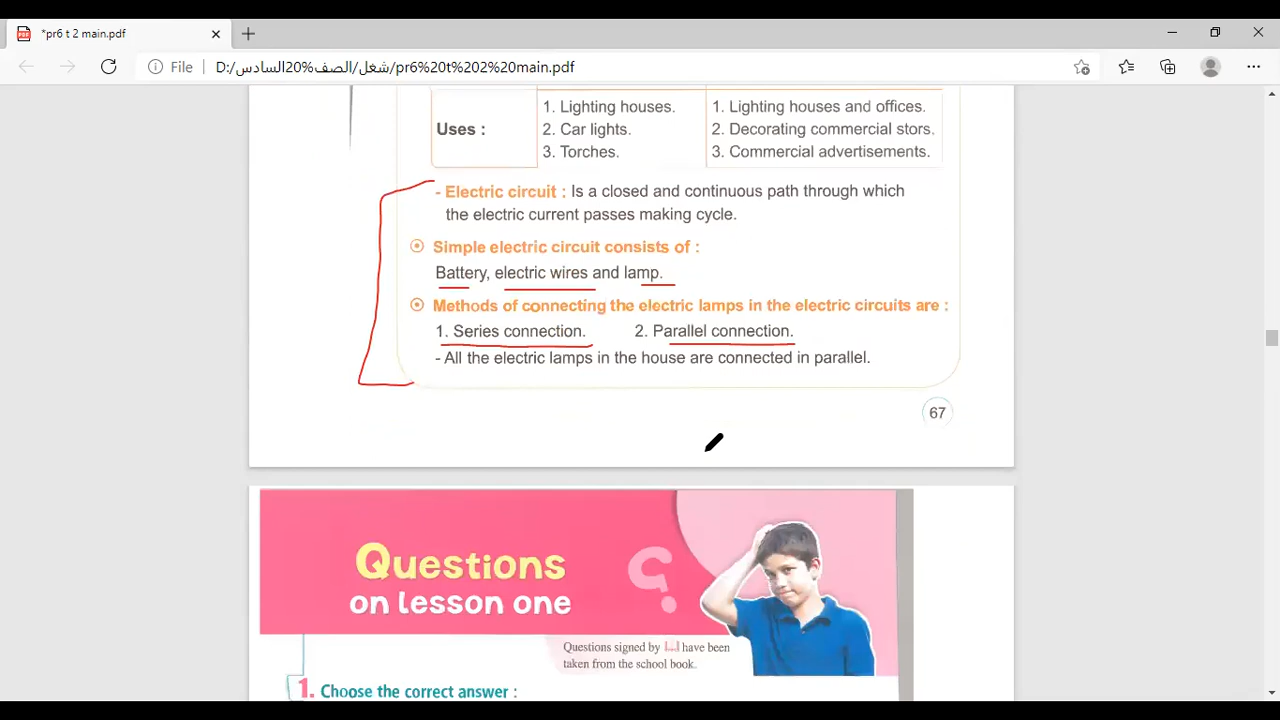 *pr6 t 2 main.pdf
File
D:/شغل/الصف%20السادس/pr6%20t%202%20main.pdf
Uses :
1. Lighting houses.
2. Car lights.
3. Torches.
1. Lighting houses and offices.
2. Decorating commercial stors.
3. Commercial advertisements.
- Electric circuit : Is a closed and continuous path through which
the electric current passes making cycle.
Simple electric circuit consists of :
Battery, electric wires and lamp.
Methods of connecting the electric lamps in the electric circuits are :
1. Series connection. 2. Parallel connection.
- All the electric lamps in the house are connected in parallel.
67
Questions
on lesson one
?
Questions signed by have been
taken from the school book.
1. Choose the correct answer :